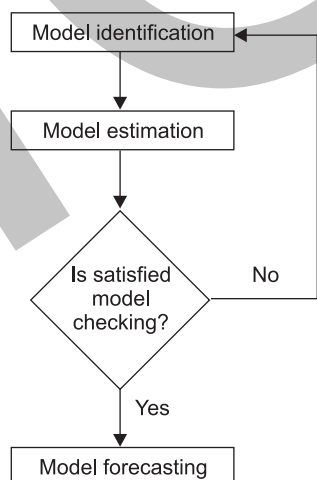 Model identification
Model estimation
Is satisfied
model
checking?
No
Yes
Model forecasting